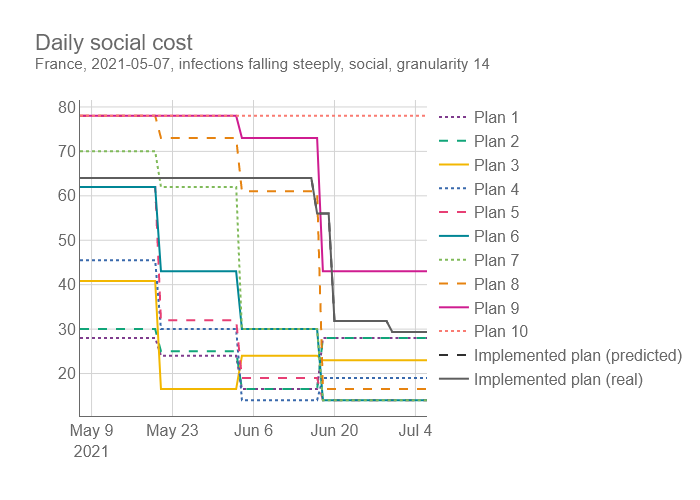 Daily social cost
France, 2021-05-07, infections falling steeply, social, granularity 14
80
70
60
50
40
30
20
May 9
2021
May 23
Jun 6
Jun 20
Jul 4
Plan 1
Plan 2
Plan 3
Plan 4
Plan 5
Plan 6
Plan 7
Plan 8
Plan 9
Plan 10
Implemented plan (predicted)
Implemented plan (real)